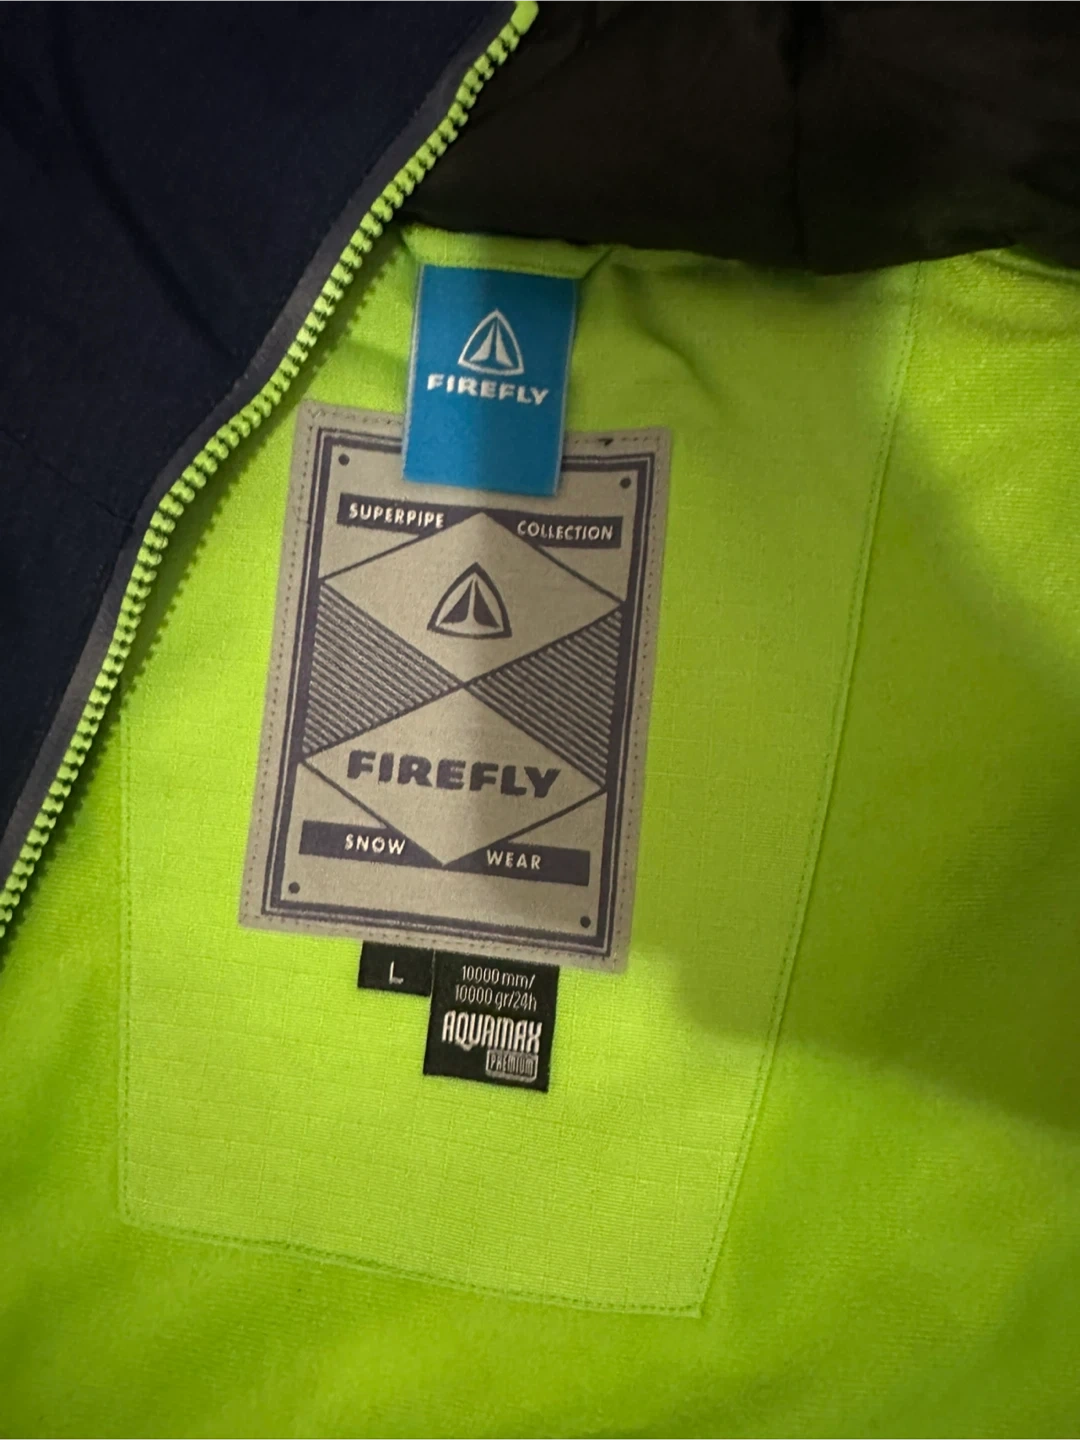 FIREFLY
SUPERPIPE COLLECTION
FIREFLY
SNOW WEAR
L
10000 mm/
10000 gr/24h
AQUAMAX
PREMIUM